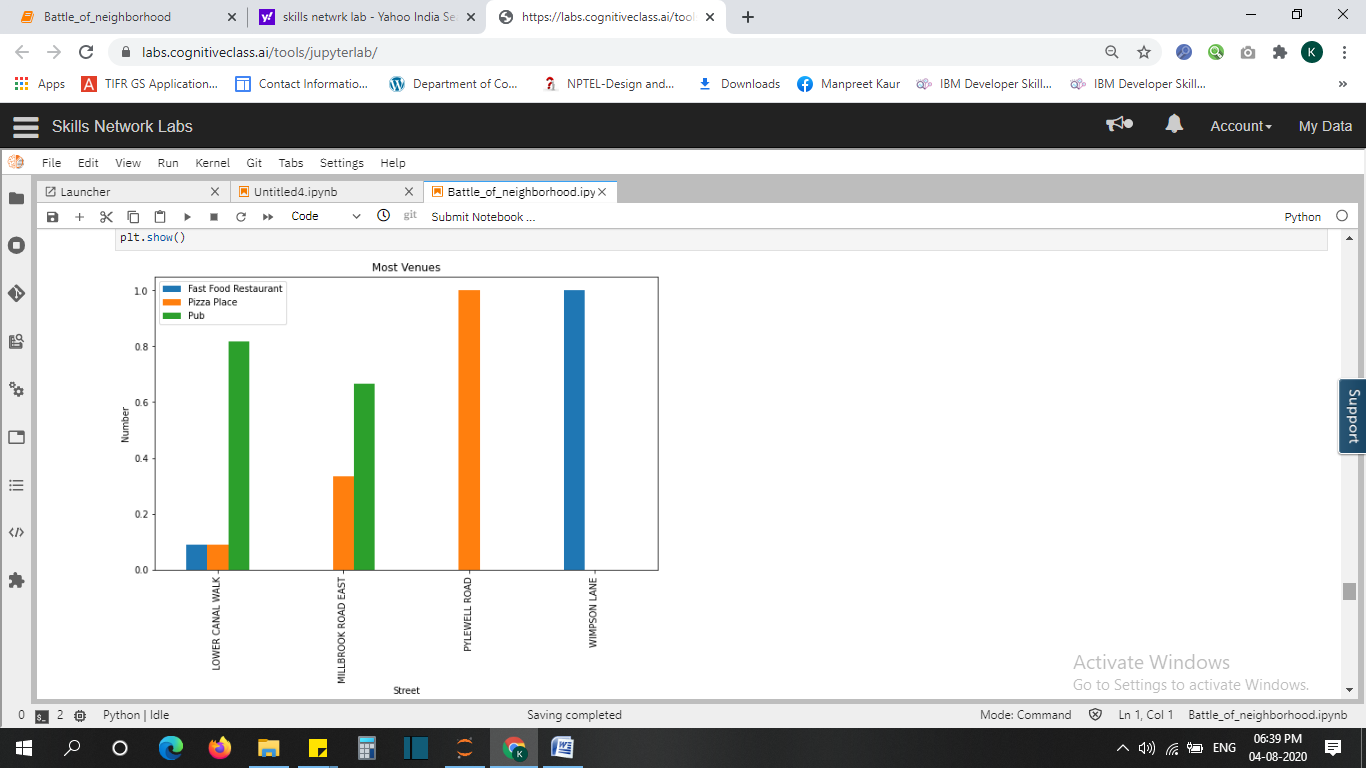 Battle_of_neighborhood
skills netwrk lab - Yahoo India Se
https://labs.cognitiveclass.ai/tool
labs.cognitiveclass.ai/tools/jupyterlab/
K
Apps
TIFR GS Application...
Contact Informatio...
Department of Co...
NPTEL-Design and...
Downloads
Manpreet Kaur
IBM Developer Skill...
IBM Developer Skill...
Skills Network Labs
Account
My Data
File Edit View Run Kernel Git Tabs Settings Help
Launcher
Untitled4.ipynb
Battle_of_neighborhood.ipy
Code
git
Submit Notebook ...
Python
plt.show()
Most Venues
Fast Food Restaurant
Pizza Place
Pub
1.0
0.8
0.6
0.4
0.2
0.0
Number
LOWER CANAL WALK
MILLBROOK ROAD EAST
PYLEWELL ROAD
WIMPSON LANE
Street
Support
Activate Windows
Go to Settings to activate Windows.
0
2
Python | Idle
Saving completed
Mode: Command
Ln 1, Col 1
Battle_of_neighborhood.ipynb
ENG
06:39 PM
04-08-2020